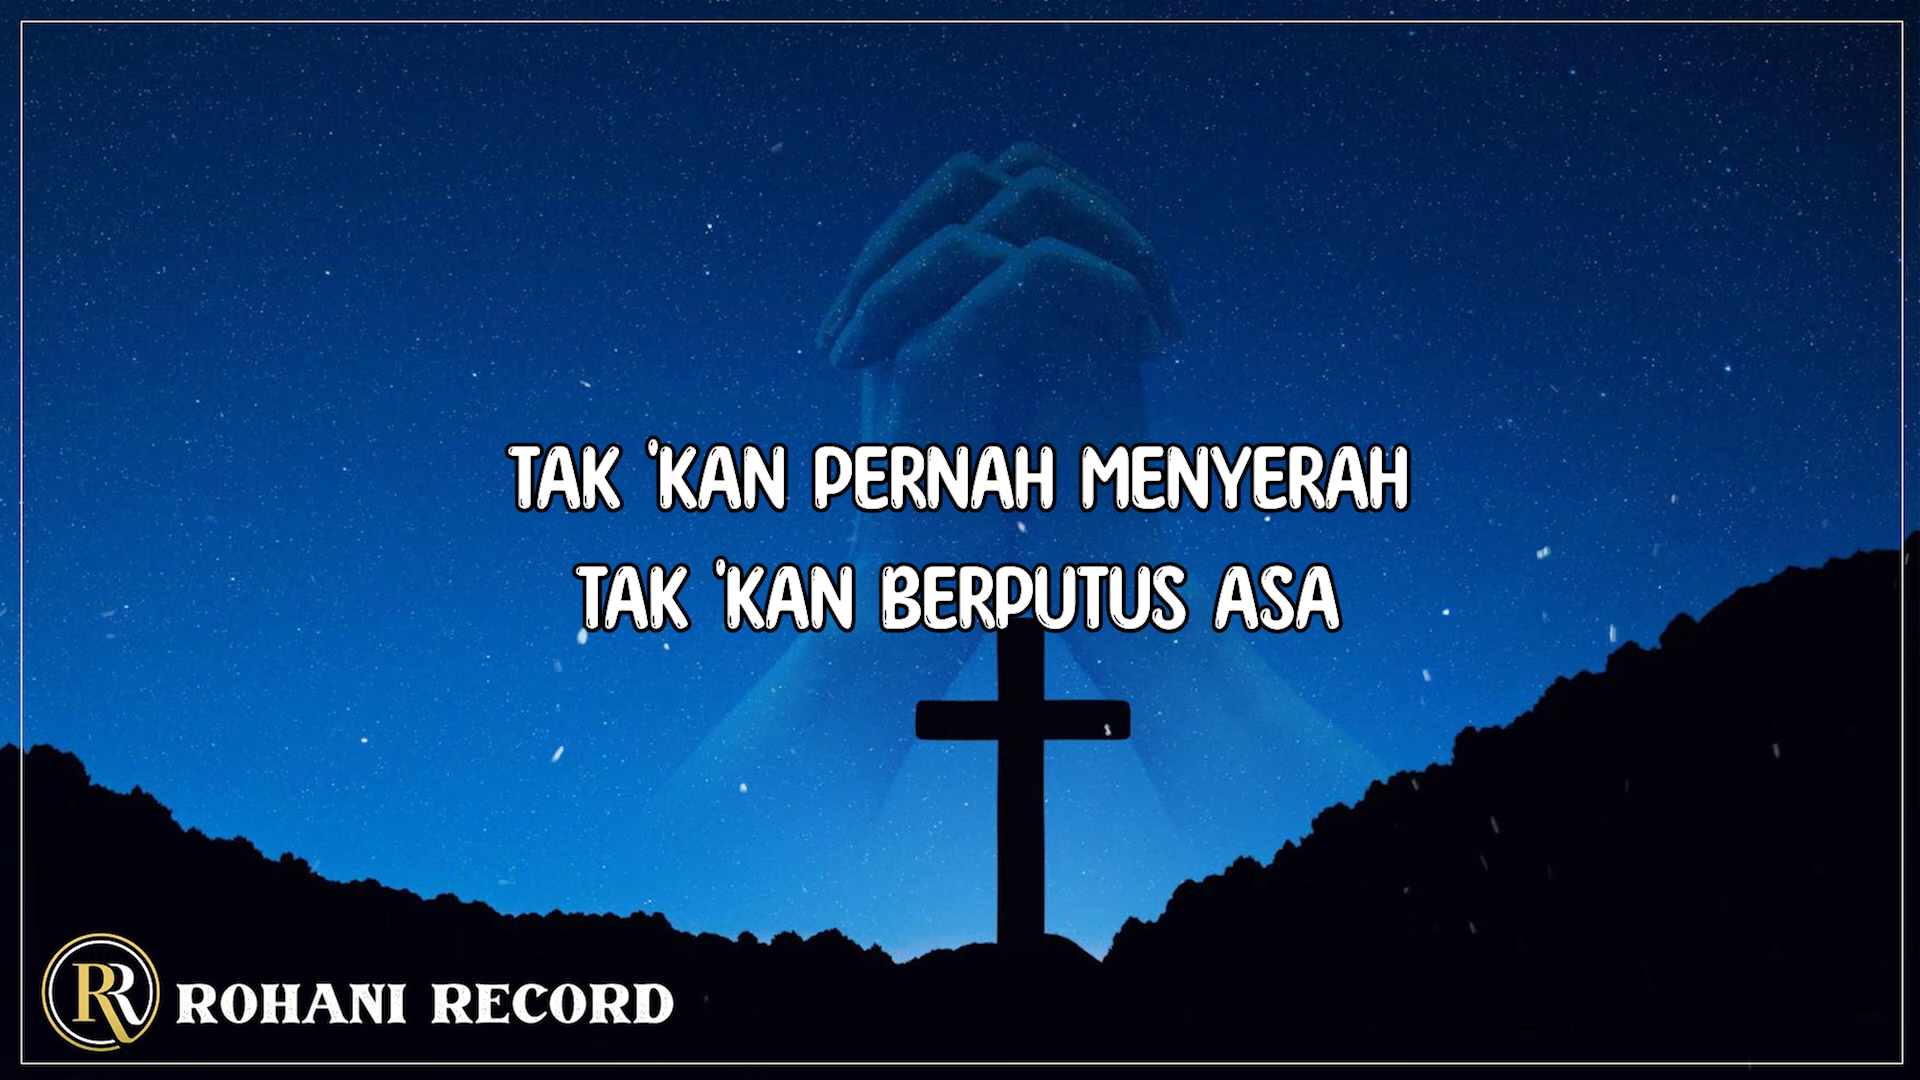 TAK 'KAN PERNAH MENYERAH
TAK 'KAN BERPUTUS ASA
RR ROHANI RECORD